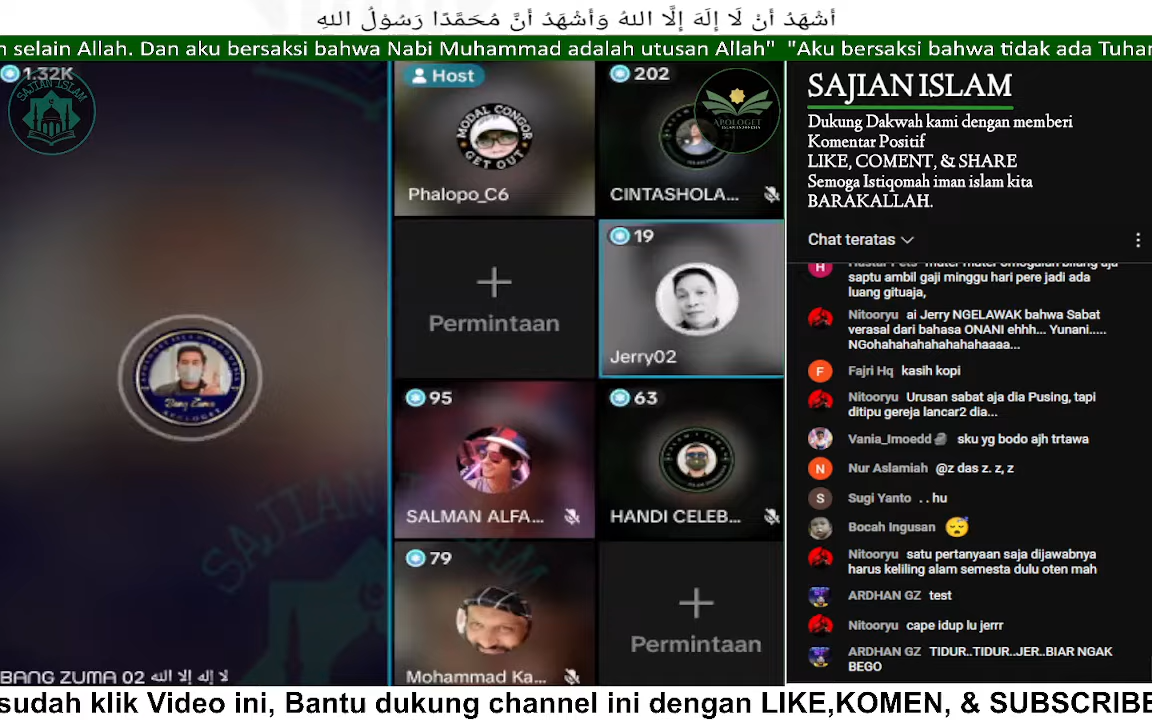 أَشْهَدُ أَنْ لَا إِلَهَ إِلَّا اللهُ وَأَشْهَدُ أَنَّ مُحَمَّدًا رَسُوْلُ اللهِ
selain Allah. Dan aku bersaksi bahwa Nabi Muhammad adalah utusan Allah" "Aku bersaksi bahwa tidak ada Tuhan
1.32K
SAJIAN ISLAM
BANG ZUMA 02 لا إله إلا الله
Host
MODAL CONGOR
GET OUT
Phalopo_C6
202
APOLOGET
CINTASHOLA...
Permintaan
19
Jerry02
95
SALMAN ALFA...
63
HANDI CELEB...
79
Mohammad Ka...
Permintaan
SAJIAN ISLAM
Dukung Dakwah kami dengan memberi
Komentar Positif
LIKE, COMENT, & SHARE
Semoga Istiqomah iman islam kita
BARAKALLAH.
Chat teratas
saptu ambil gaji minggu hari pere jadi ada
luang gituaja,
Nitooryu ai Jerry NGELAWAK bahwa Sabat
verasal dari bahasa ONANI ehhh... Yunani.....
NGohahahahahahahaaaa...
Fajri Hq kasih kopi
Nitooryu Urusan sabat aja dia Pusing, tapi
ditipu gereja lancar2 dia...
Vania_Imoedd sku yg bodo ajh trtawa
Nur Aslamiah @z das z. z, z
Sugi Yanto . . hu
Bocah Ingusan 😴
Nitooryu satu pertanyaan saja dijawabnya
harus keliling alam semesta dulu oten mah
ARDHAN GZ test
Nitooryu cape idup lu jerrr
ARDHAN GZ TIDUR..TIDUR..JER..BIAR NGAK
BEGO
sudah klik Video ini, Bantu dukung channel ini dengan LIKE,KOMEN, & SUBSCRIBE